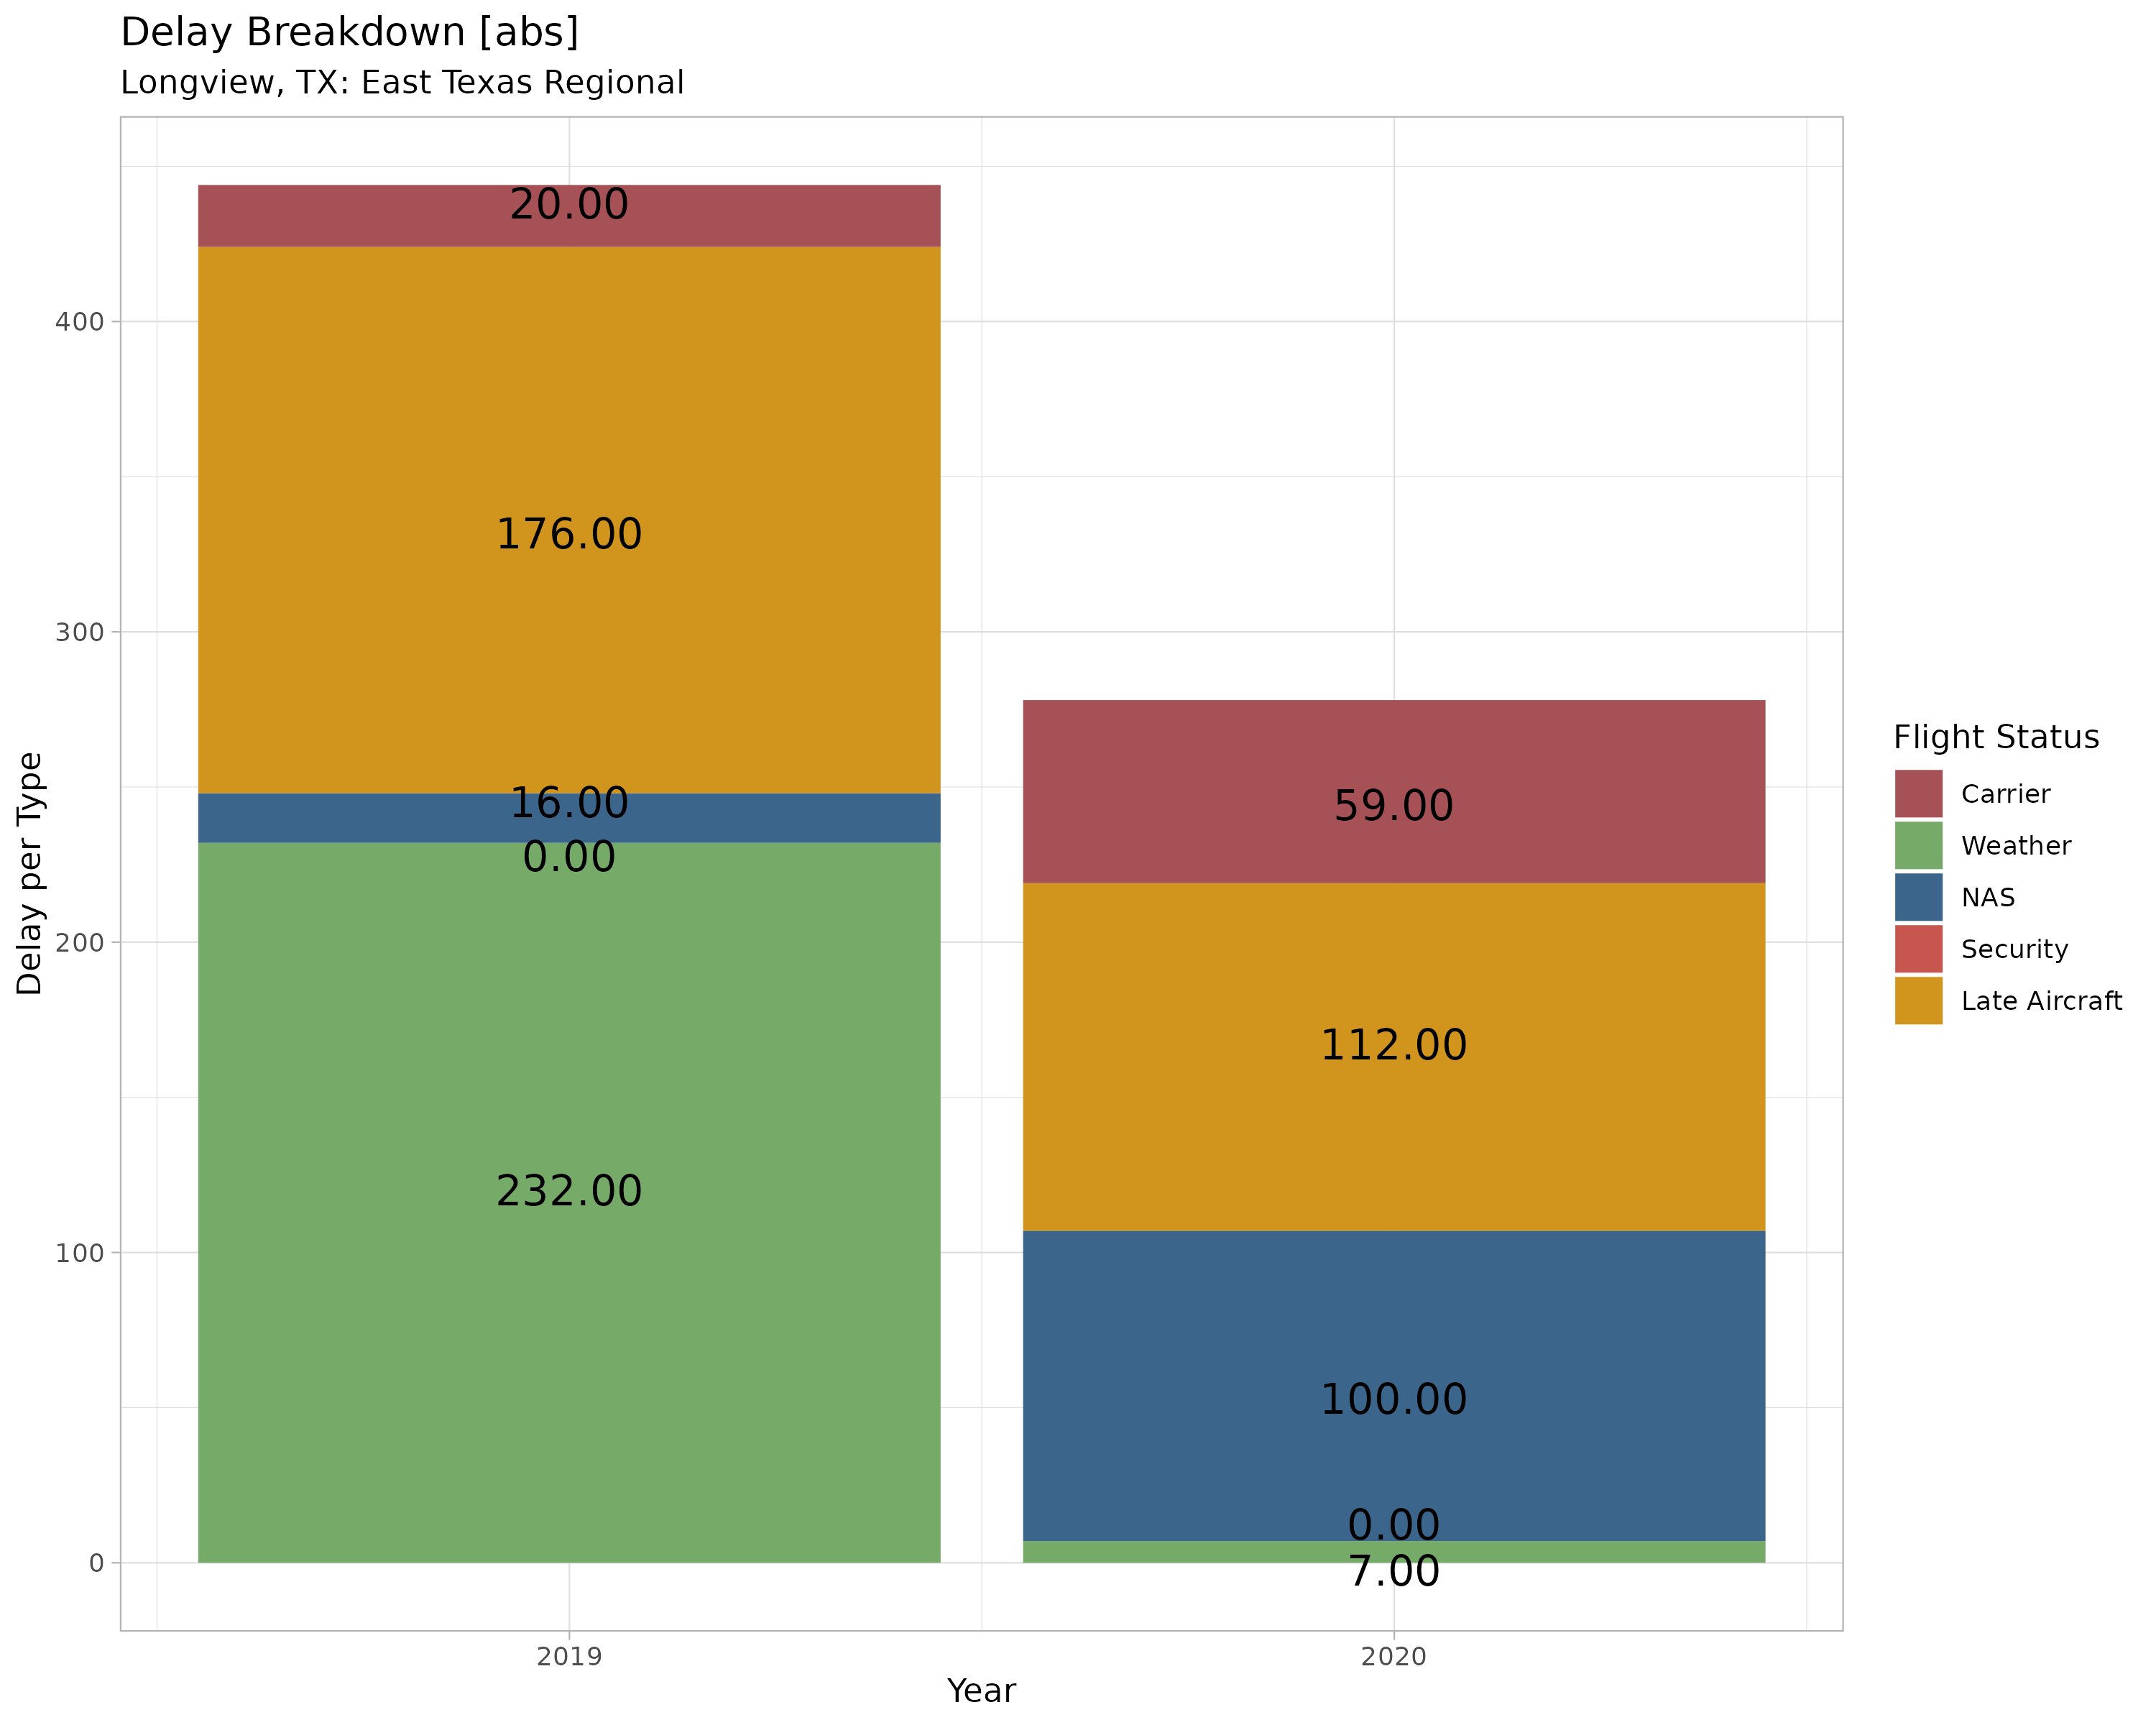 Delay Breakdown [abs]
Longview, TX: East Texas Regional
Delay per Type
400
300
200
100
0
20.00
176.00
16.00
0.00
232.00
59.00
112.00
100.00
0.00
7.00
2019
2020
Year
Flight Status
Carrier
Weather
NAS
Security
Late Aircraft